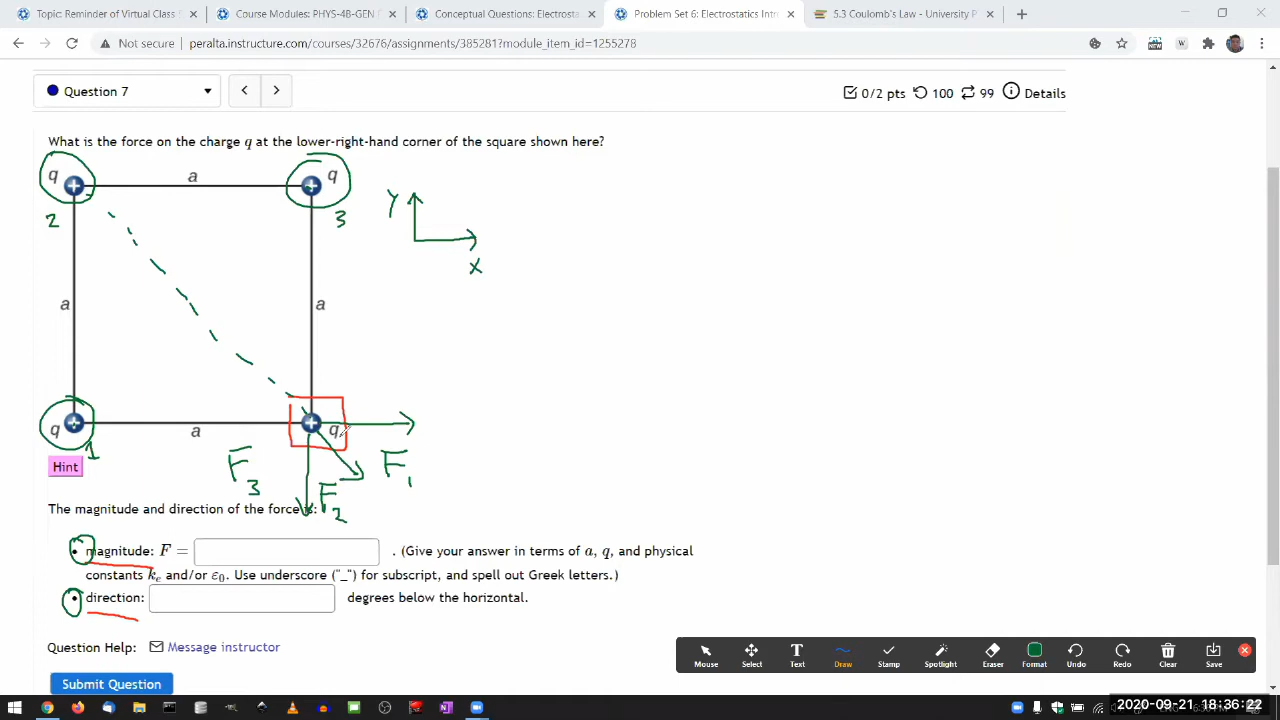 Topic: Reminder of Virtual Class
Course Modules: PHYS-4B-GEN
Conceptual Questions: Electrosta
Problem Set 6: Electrostatics Intr
5.3 Coulomb's Law - University P
Not secure peralta.instructure.com/courses/32676/assignments/385281?module_item_id=1255278
Question 7
0/2 pts 100 99 Details
What is the force on the charge q at the lower-right-hand corner of the square shown here?
q a q
2 3
Y
X
a a
q a q
1
F3 F2 F1
Hint
The magnitude and direction of the force is:
• magnitude: F = . (Give your answer in terms of a, q, and physical
constants ke and/or ε0. Use underscore ("_") for subscript, and spell out Greek letters.)
• direction: degrees below the horizontal.
Question Help: Message instructor
Submit Question
Mouse Select Text Draw Stamp Spotlight Eraser Format Undo Redo Clear Save
2020-09-21 18:36:22